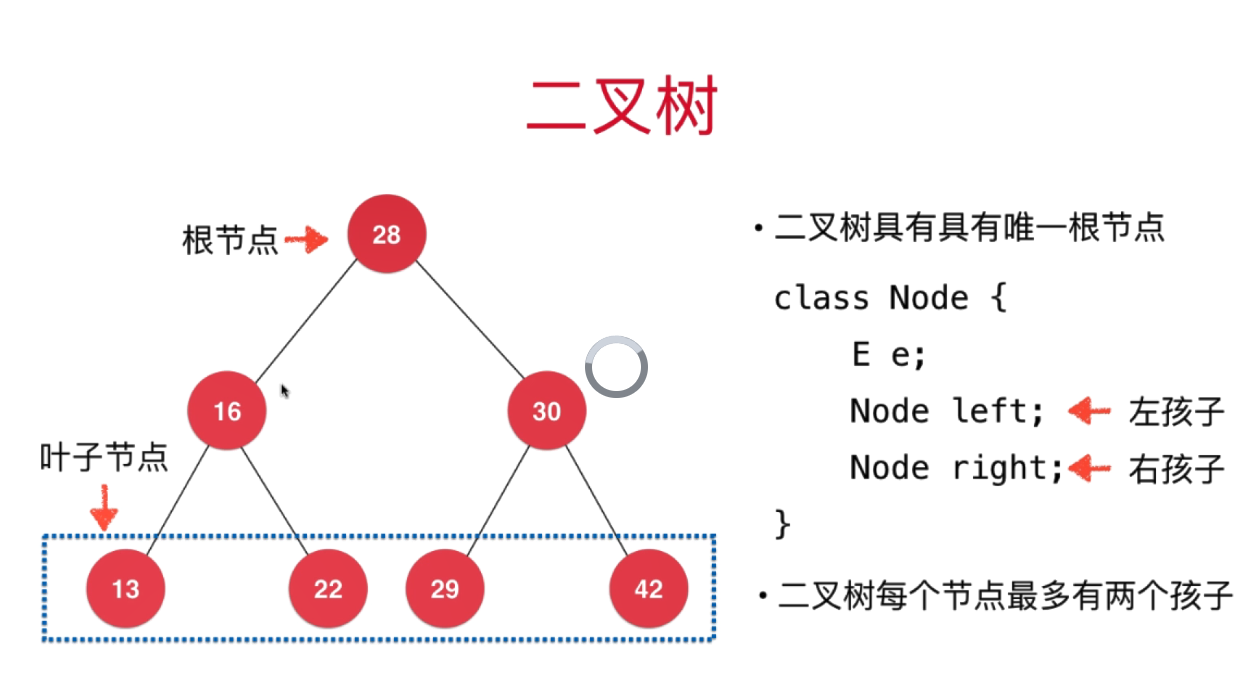 二叉树
根节点
28
16
30
叶子节点
13
22
29
42
• 二叉树具有具有唯一根节点
class Node {
E e;
Node left; 左孩子
Node right; 右孩子
}
• 二叉树每个节点最多有两个孩子